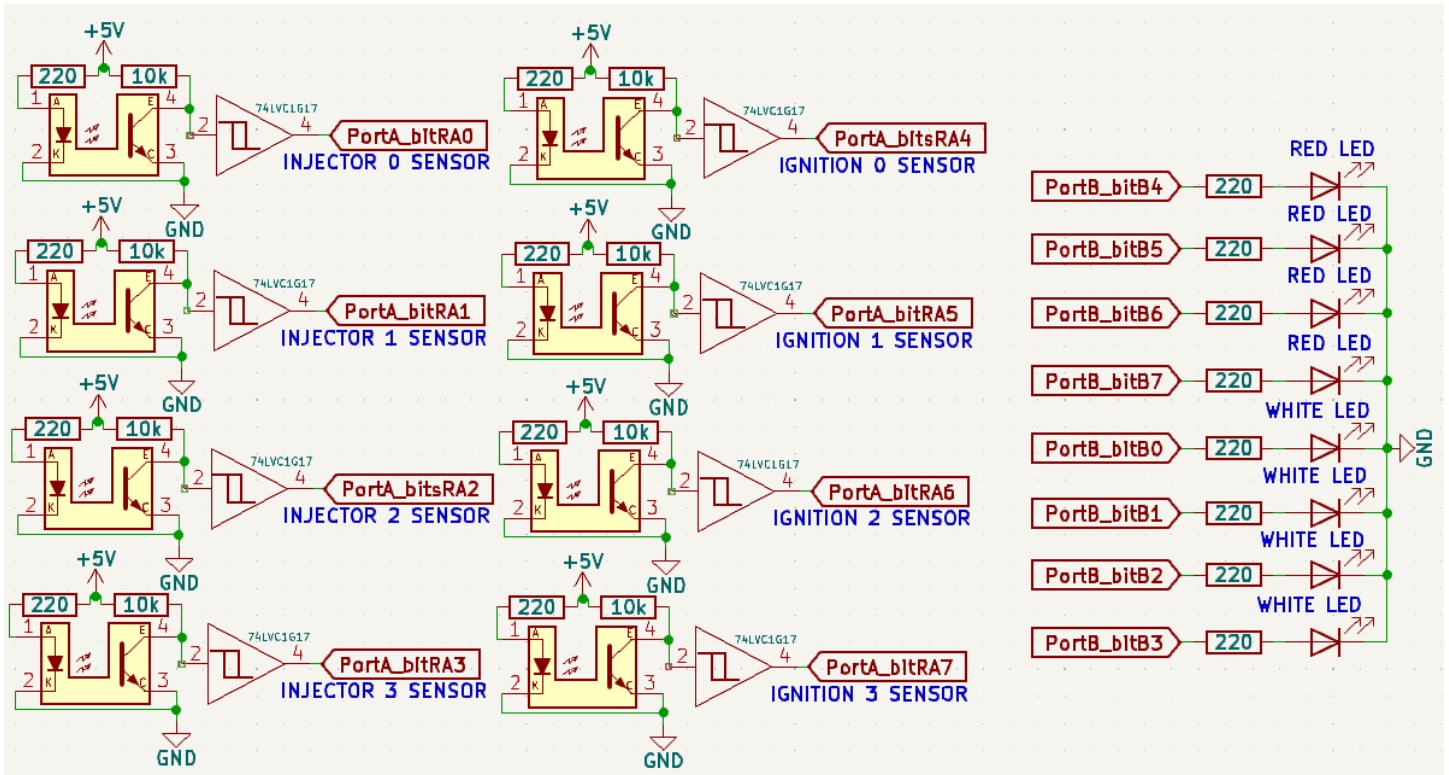 +5V
220 10k
1 A E 4
74LVC1G17
2 4 PortA_bitRA0
2 K C 3
INJECTOR 0 SENSOR
GND
+5V
220 10k
1 A E 4
74LVC1G17
2 4 PortA_bitRA1
2 K C 3
INJECTOR 1 SENSOR
GND
+5V
220 10k
1 A E 4
74LVC1G17
2 4 PortA_bitsRA2
2 K C 3
INJECTOR 2 SENSOR
GND
+5V
220 10k
1 A E 4
74LVC1G17
2 4 PortA_bitRA3
2 K C 3
INJECTOR 3 SENSOR
GND
+5V
220 10k
1 A E 4
74LVC1G17
2 4 PortA_bitsRA4
2 K C 3
IGNITION 0 SENSOR
GND
+5V
220 10k
1 A E 4
74LVC1G17
2 4 PortA_bitRA5
2 K C 3
IGNITION 1 SENSOR
GND
+5V
220 10k
1 A E 4
74LVC1G17
2 4 PortA_bitRA6
2 K C 3
IGNITION 2 SENSOR
GND
+5V
220 10k
1 A E 4
74LVC1G17
2 4 PortA_bitRA7
2 K C 3
IGNITION 3 SENSOR
GND
RED LED
PortB_bitB4 220
RED LED
PortB_bitB5 220
RED LED
PortB_bitB6 220
RED LED
PortB_bitB7 220
WHITE LED
PortB_bitB0 220
GND
WHITE LED
PortB_bitB1 220
WHITE LED
PortB_bitB2 220
WHITE LED
PortB_bitB3 220